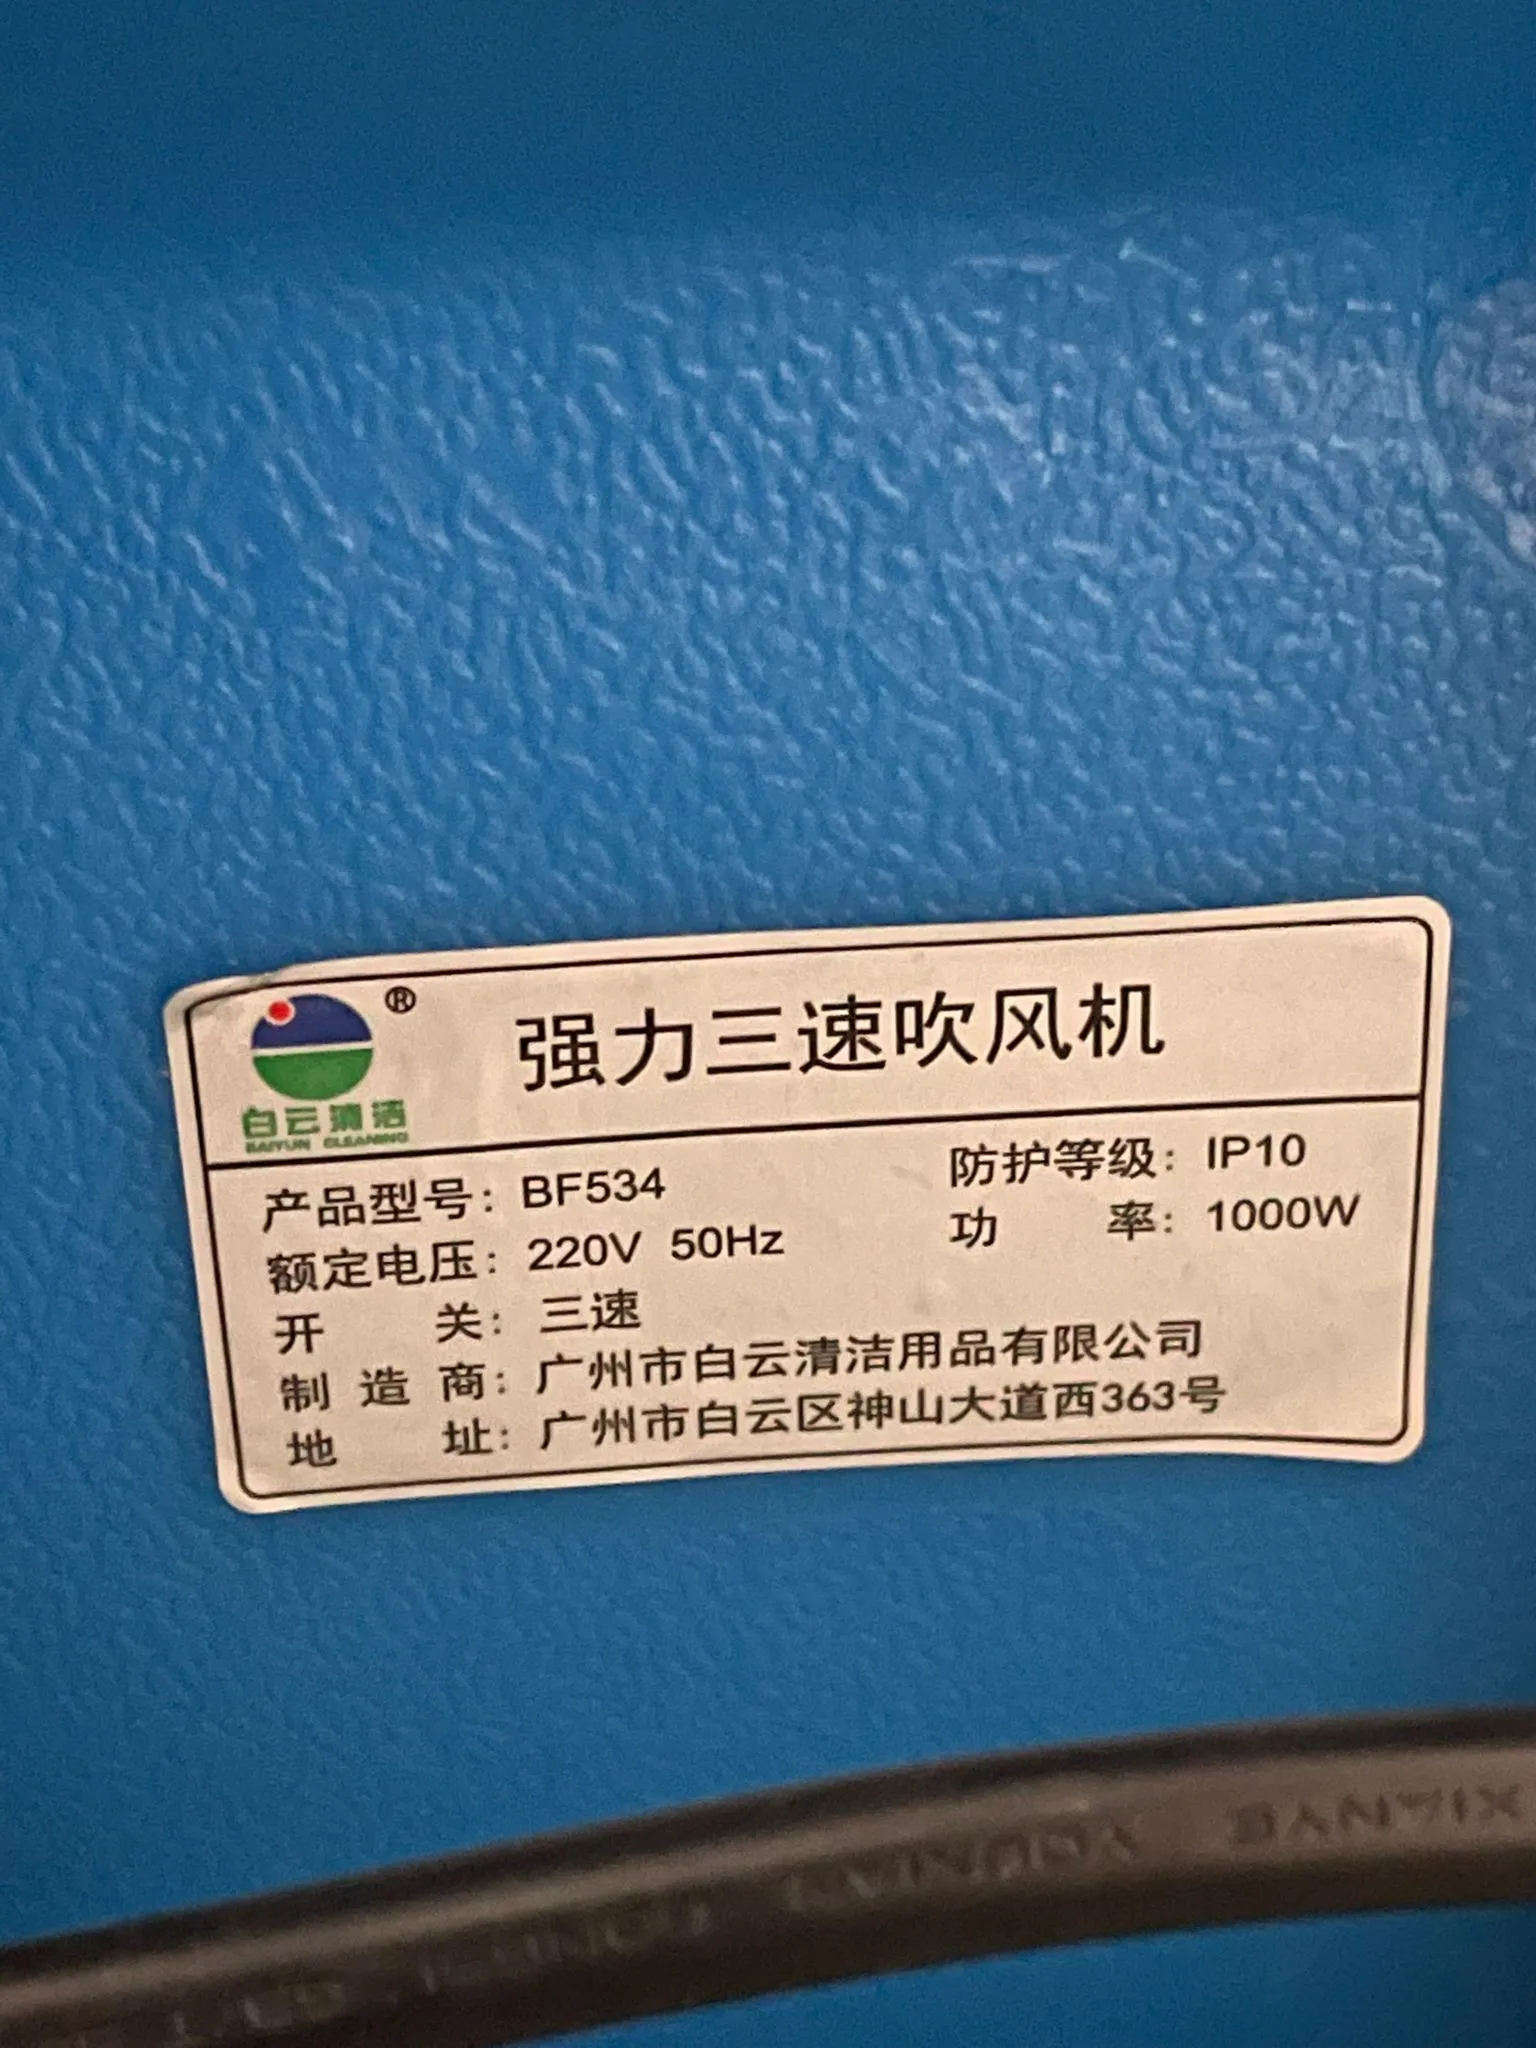 ®
白云清洁
BAIYUN CLEANING
强力三速吹风机
产品型号：BF534 防护等级：IP10
额定电压：220V 50Hz 功 率：1000W
开 关：三速
制 造 商：广州市白云清洁用品有限公司
地 址：广州市白云区神山大道西363号